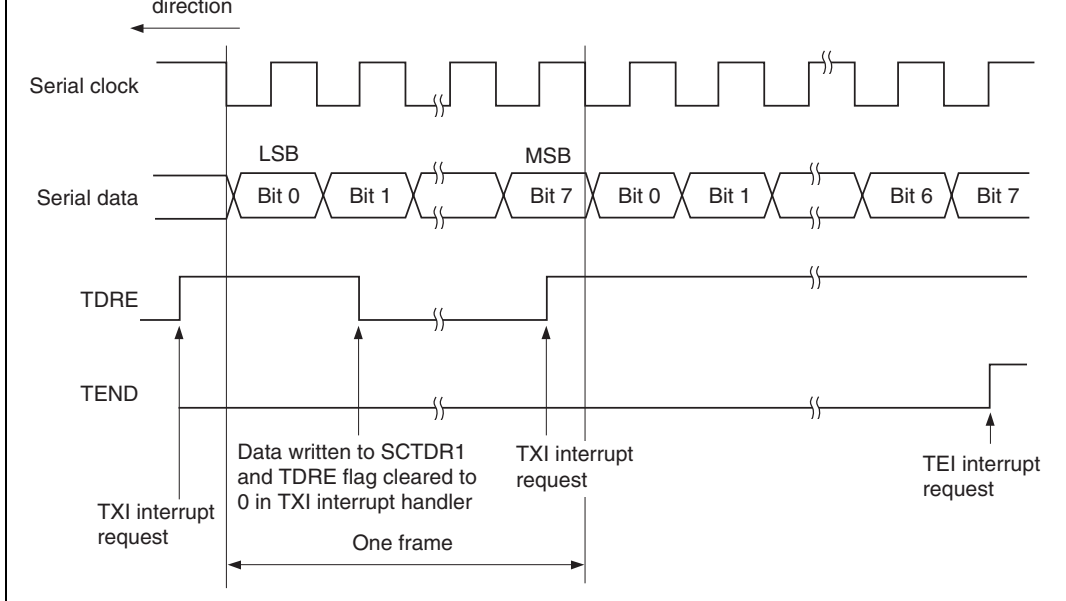 direction
Serial clock
LSB
MSB
Serial data
Bit 0
Bit 1
Bit 7
Bit 0
Bit 1
Bit 6
Bit 7
TDRE
TEND
Data written to SCTDR1
and TDRE flag cleared to
0 in TXI interrupt handler
TXI interrupt
request
TEI interrupt
request
TXI interrupt
request
One frame